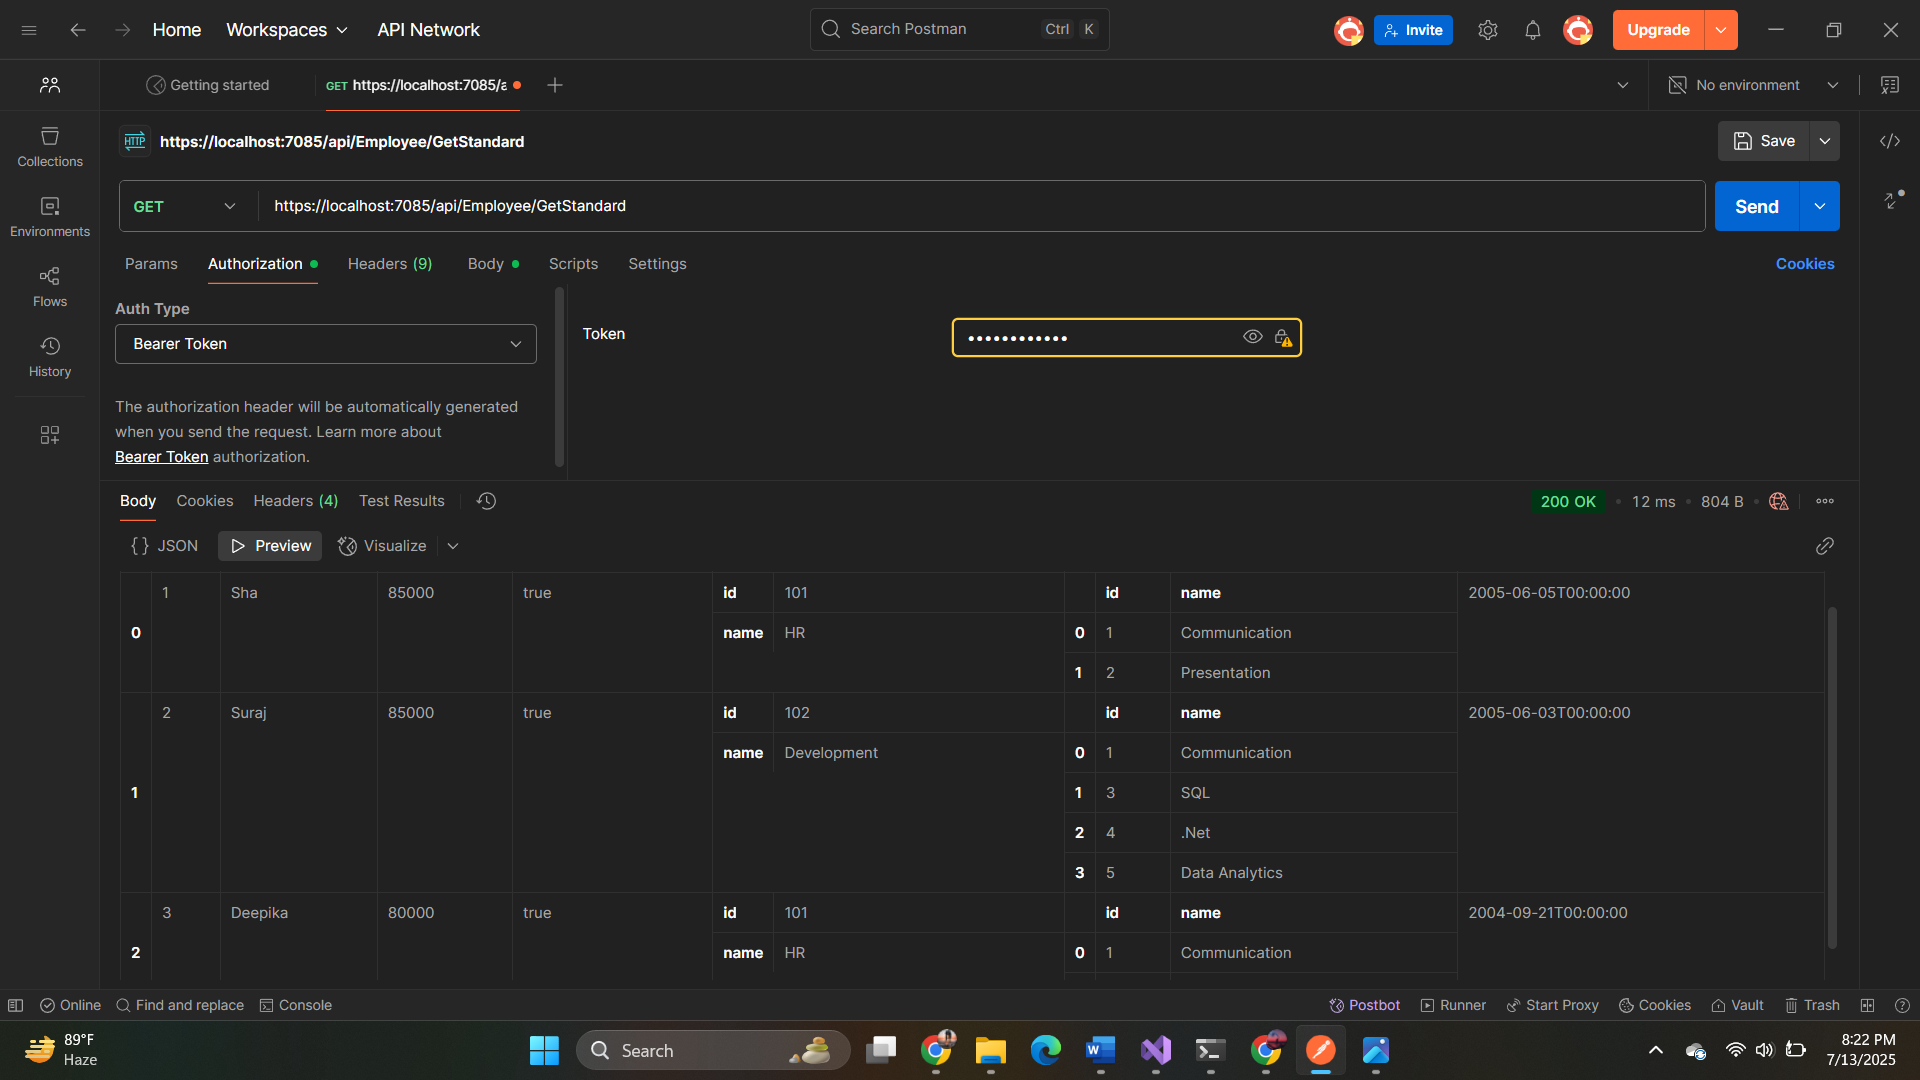 Home Workspaces API Network Search Postman Ctrl K Invite Upgrade
Getting started GET https://localhost:7085/a No environment
HTTP https://localhost:7085/api/Employee/GetStandard Save
GET https://localhost:7085/api/Employee/GetStandard Send
Params Authorization Headers (9) Body Scripts Settings Cookies
Collections
Environments
Flows
History
Auth Type
Bearer Token
Token ••••••••••••
The authorization header will be automatically generated
when you send the request. Learn more about
Bearer Token authorization.
Body Cookies Headers (4) Test Results 200 OK • 12 ms • 804 B •
{} JSON Preview Visualize
0 1 Sha 85000 true id 101 id name 2005-06-05T00:00:00
name HR 0 1 Communication
1 2 Presentation
1 2 Suraj 85000 true id 102 id name 2005-06-03T00:00:00
name Development 0 1 Communication
1 3 SQL
2 4 .Net
3 5 Data Analytics
2 3 Deepika 80000 true id 101 id name 2004-09-21T00:00:00
name HR 0 1 Communication
Online Find and replace Console Postbot Runner Start Proxy Cookies Vault Trash
89°F
Haze
Search
8:22 PM
7/13/2025